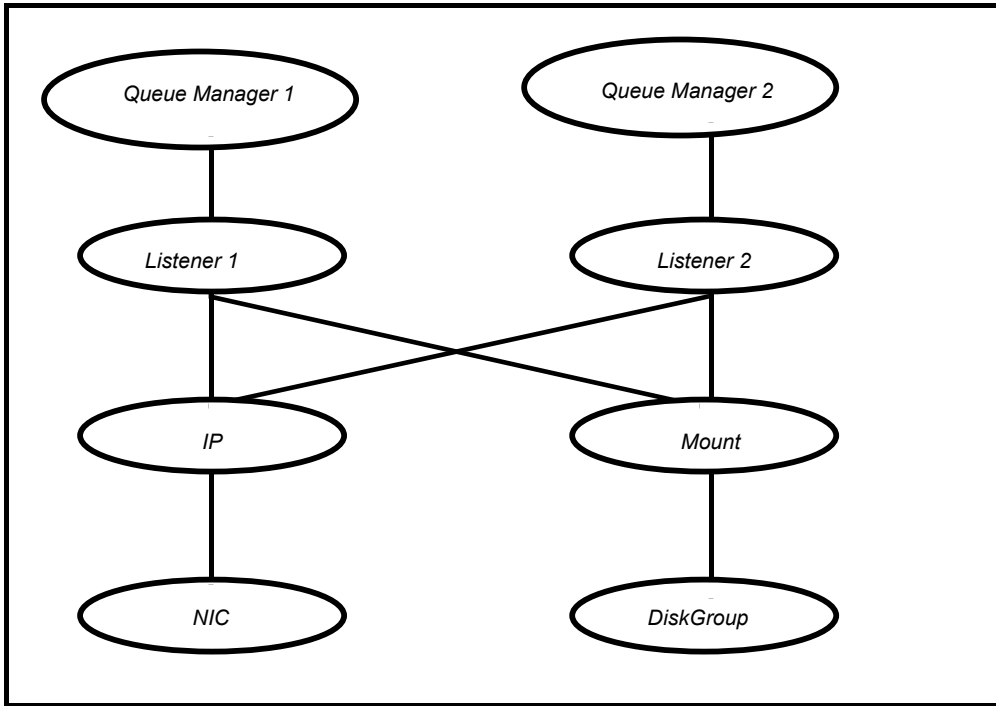 Queue Manager 1
Queue Manager 2
Listener 1
Listener 2
IP
Mount
NIC
DiskGroup